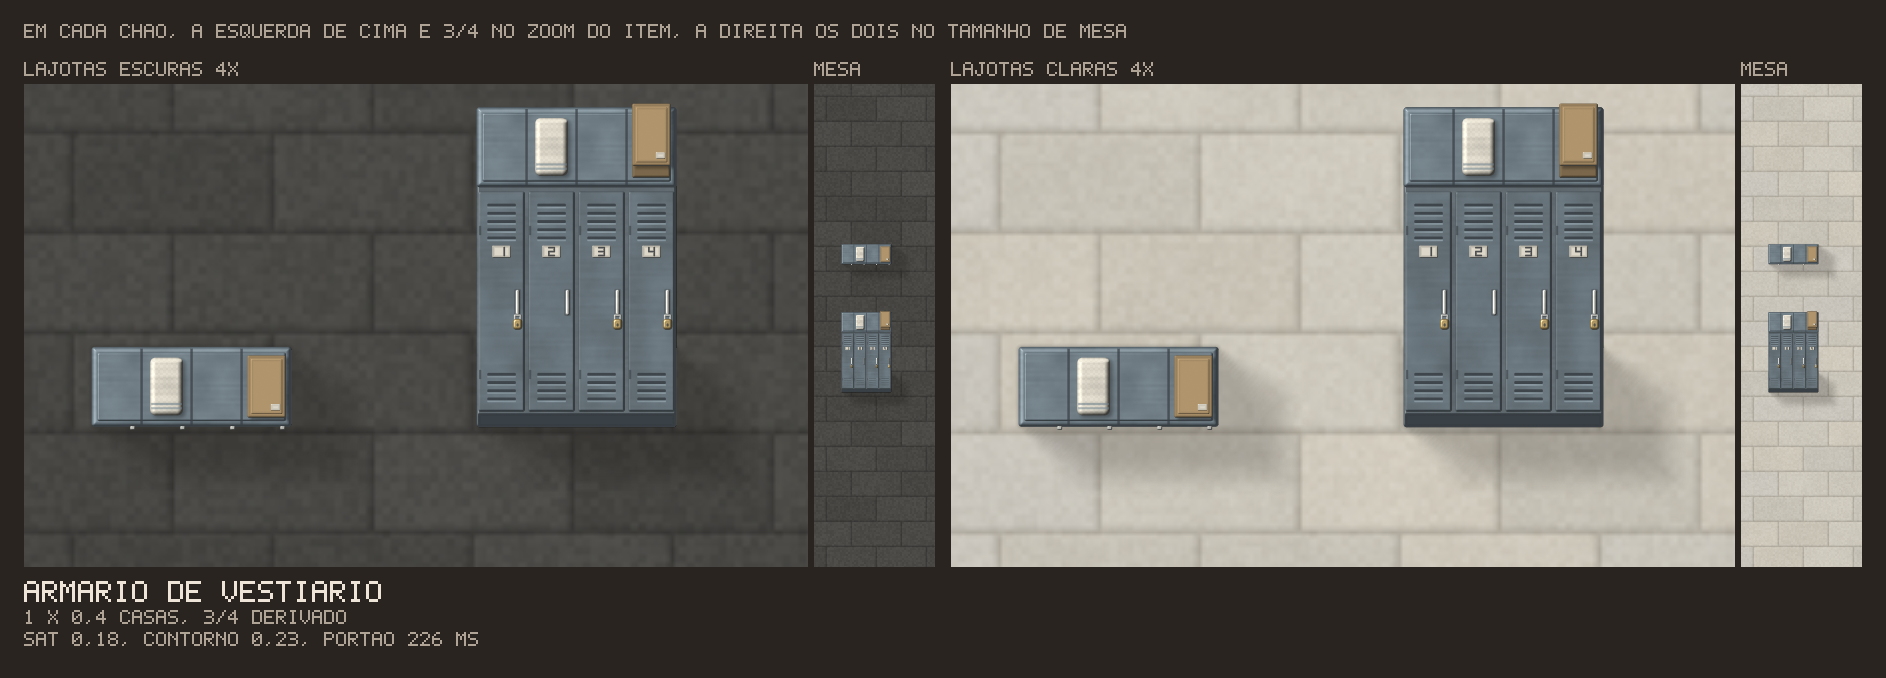 EM CADA CHAO, A ESQUERDA DE CIMA E 3/4 NO ZOOM DO ITEM, A DIREITA OS DOIS NO TAMANHO DE MESA
LAJOTAS ESCURAS 4X
MESA
LAJOTAS CLARAS 4X
MESA
1 2 3 4
1 2 3 4
ARMARIO DE VESTIARIO
1 X 0,4 CASAS, 3/4 DERIVADO
SAT 0,18, CONTORNO 0,23, PORTAO 226 MS